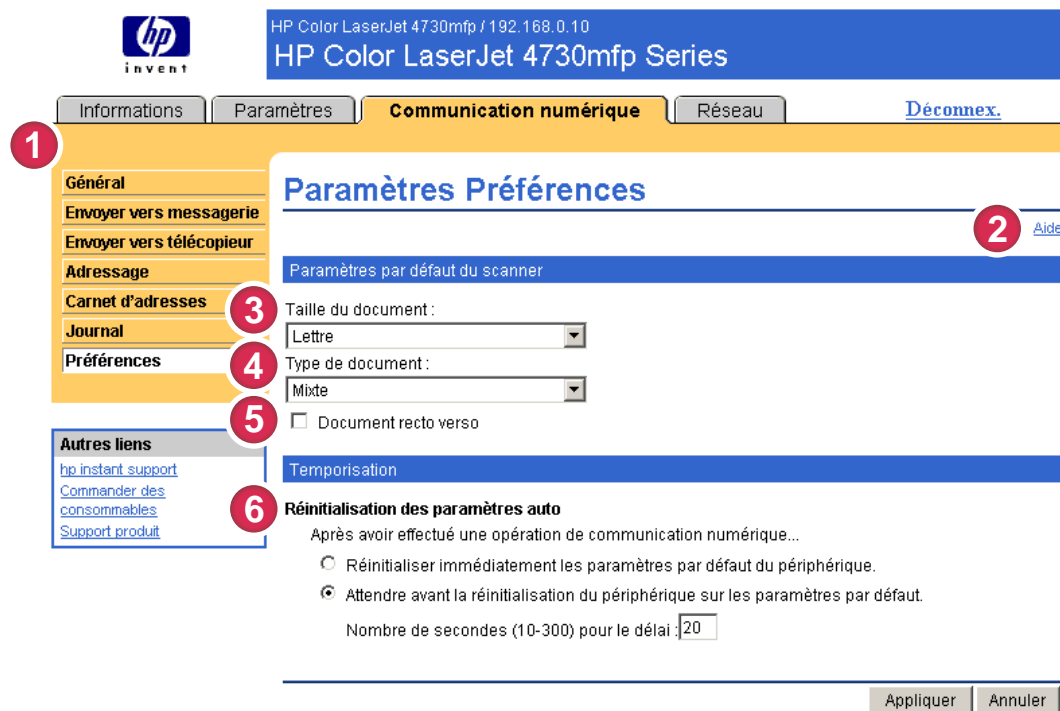 hp
invent
HP Color LaserJet 4730mfp / 192.168.0.10
HP Color LaserJet 4730mfp Series
Informations
Paramètres
Communication numérique
Réseau
Déconnex.
1
Général
Envoyer vers messagerie
Envoyer vers télécopieur
Adressage
Carnet d'adresses
Journal
Préférences
Autres liens
hp instant support
Commander des
consommables
Support produit
Paramètres Préférences
2
Aide
Paramètres par défaut du scanner
3
Taille du document :
Lettre
4
Type de document :
Mixte
5
Document recto verso
Temporisation
6
Réinitialisation des paramètres auto
Après avoir effectué une opération de communication numérique...
Réinitialiser immédiatement les paramètres par défaut du périphérique.
Attendre avant la réinitialisation du périphérique sur les paramètres par défaut.
Nombre de secondes (10-300) pour le délai : 20
Appliquer
Annuler